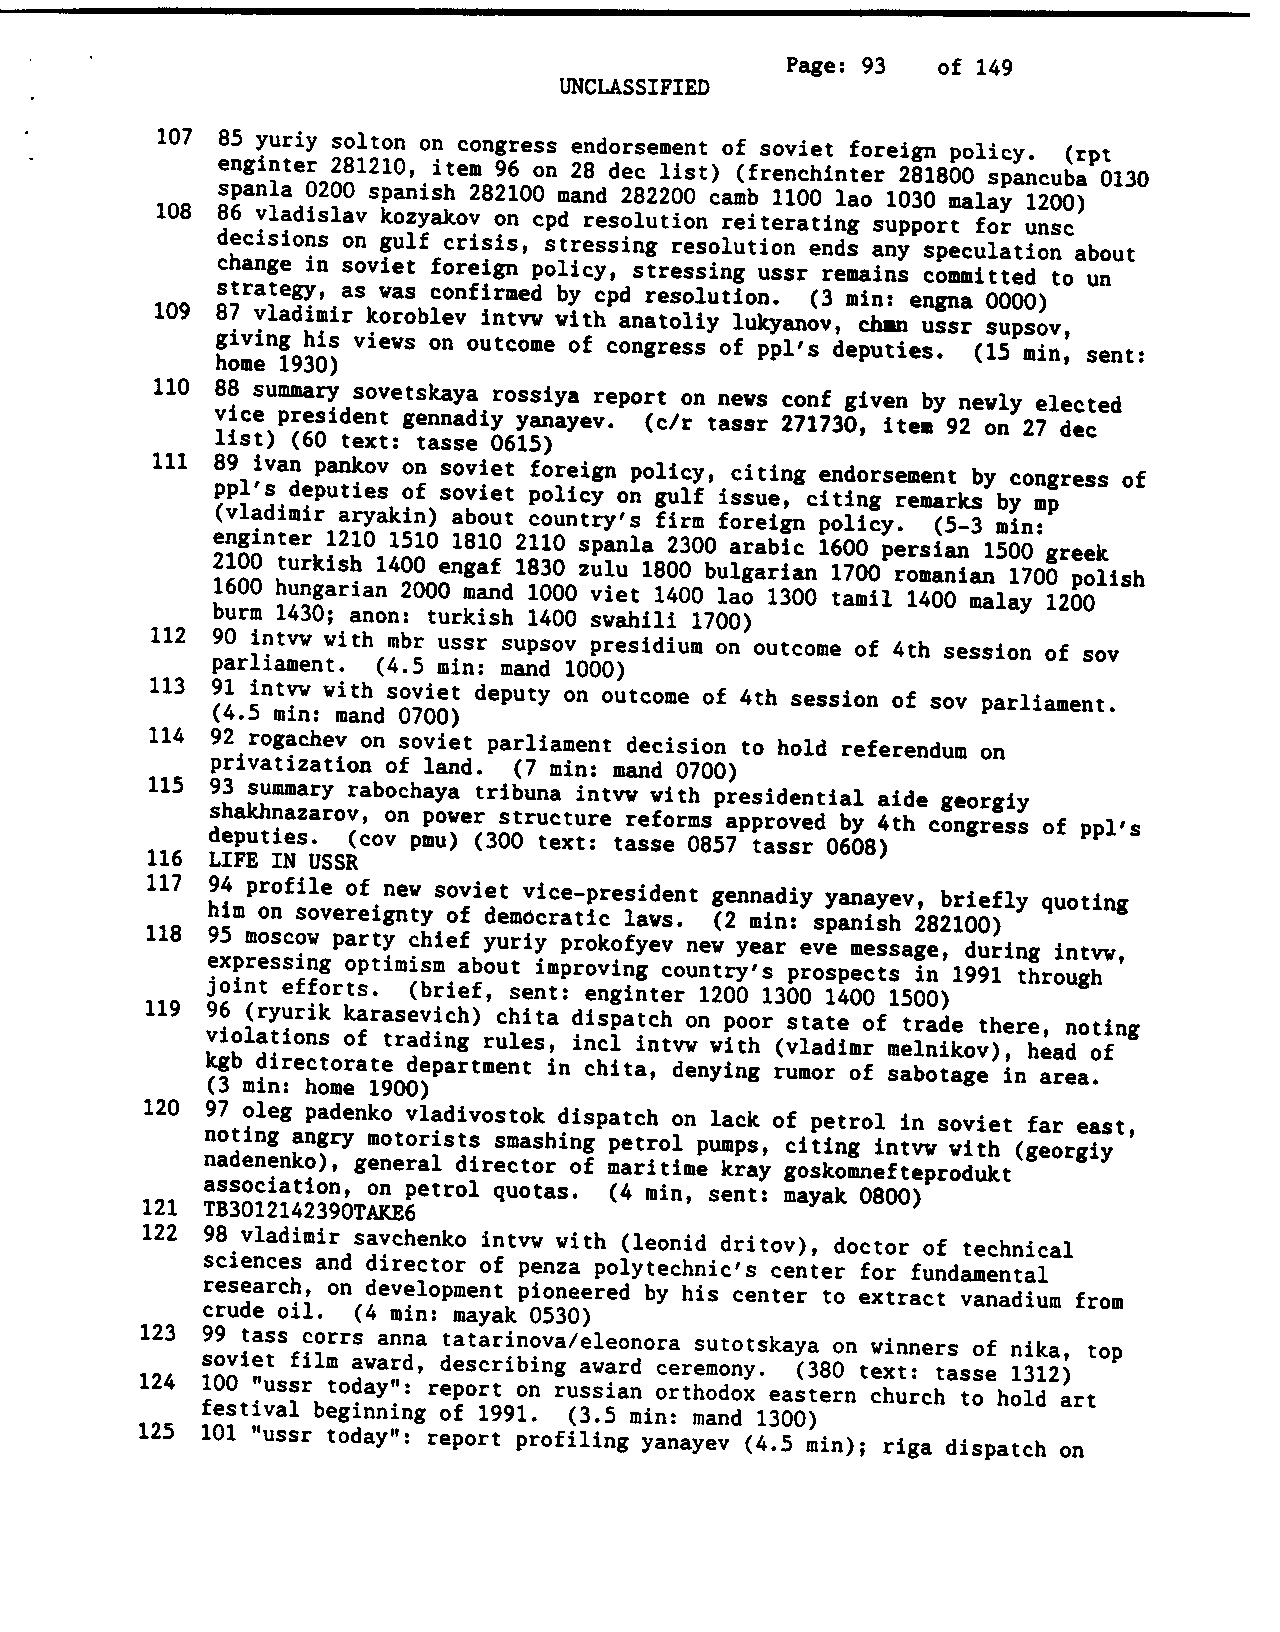 Page: 93 of 149
UNCLASSIFIED
107 85 yuriy solton on congress endorsement of soviet foreign policy. (rpt
enginter 281210, item 96 on 28 dec list) (frenchinter 281800 spancuba 0130
spanla 0200 spanish 282100 mand 282200 camb 1100 lao 1030 malay 1200)
108 86 vladislav kozyakov on cpd resolution reiterating support for unsc
decisions on gulf crisis, stressing resolution ends any speculation about
change in soviet foreign policy, stressing ussr remains committed to un
strategy, as was confirmed by cpd resolution. (3 min: engna 0000)
109 87 vladimir koroblev intvw with anatoliy lukyanov, chmn ussr supsov,
giving his views on outcome of congress of ppl's deputies. (15 min, sent:
home 1930)
110 88 summary sovetskaya rossiya report on news conf given by newly elected
vice president gennadiy yanayev. (c/r tassr 271730, item 92 on 27 dec
list) (60 text: tasse 0615)
111 89 ivan pankov on soviet foreign policy, citing endorsement by congress of
ppl's deputies of soviet policy on gulf issue, citing remarks by mp
(vladimir aryakin) about country's firm foreign policy. (5-3 min:
enginter 1210 1510 1810 2110 spanla 2300 arabic 1600 persian 1500 greek
2100 turkish 1400 engaf 1830 zulu 1800 bulgarian 1700 romanian 1700 polish
1600 hungarian 2000 mand 1000 viet 1400 lao 1300 tamil 1400 malay 1200
burm 1430; anon: turkish 1400 swahili 1700)
112 90 intvw with mbr ussr supsov presidium on outcome of 4th session of sov
parliament. (4.5 min: mand 1000)
113 91 intvw with soviet deputy on outcome of 4th session of sov parliament.
(4.5 min: mand 0700)
114 92 rogachev on soviet parliament decision to hold referendum on
privatization of land. (7 min: mand 0700)
115 93 summary rabochaya tribuna intvw with presidential aide georgiy
shakhnazarov, on power structure reforms approved by 4th congress of ppl's
deputies. (cov pmu) (300 text: tasse 0857 tassr 0608)
116 LIFE IN USSR
117 94 profile of new soviet vice-president gennadiy yanayev, briefly quoting
him on sovereignty of democratic laws. (2 min: spanish 282100)
118 95 moscow party chief yuriy prokofyev new year eve message, during intvw,
expressing optimism about improving country's prospects in 1991 through
joint efforts. (brief, sent: enginter 1200 1300 1400 1500)
119 96 (ryurik karasevich) chita dispatch on poor state of trade there, noting
violations of trading rules, incl intvw with (vladimr melnikov), head of
kgb directorate department in chita, denying rumor of sabotage in area.
(3 min: home 1900)
120 97 oleg padenko vladivostok dispatch on lack of petrol in soviet far east,
noting angry motorists smashing petrol pumps, citing intvw with (georgiy
nadenenko), general director of maritime kray goskomnefteprodukt
association, on petrol quotas. (4 min, sent: mayak 0800)
121 TB3012142390TAKE6
122 98 vladimir savchenko intvw with (leonid dritov), doctor of technical
sciences and director of penza polytechnic's center for fundamental
research, on development pioneered by his center to extract vanadium from
crude oil. (4 min: mayak 0530)
123 99 tass corrs anna tatarinova/eleonora sutotskaya on winners of nika, top
soviet film award, describing award ceremony. (380 text: tasse 1312)
124 100 "ussr today": report on russian orthodox eastern church to hold art
festival beginning of 1991. (3.5 min: mand 1300)
125 101 "ussr today": report profiling yanayev (4.5 min); riga dispatch on